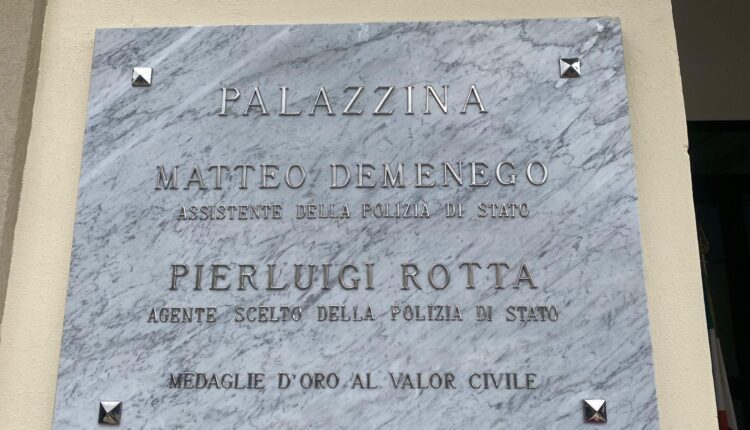 PALAZZINA
MATTEO DEMENEGO
ASSISTENTE DELLA POLIZIA DI STATO
PIERLUIGI ROTTA
AGENTE SCELTO DELLA POLIZIA DI STATO
MEDAGLIE D'ORO AL VALOR CIVILE